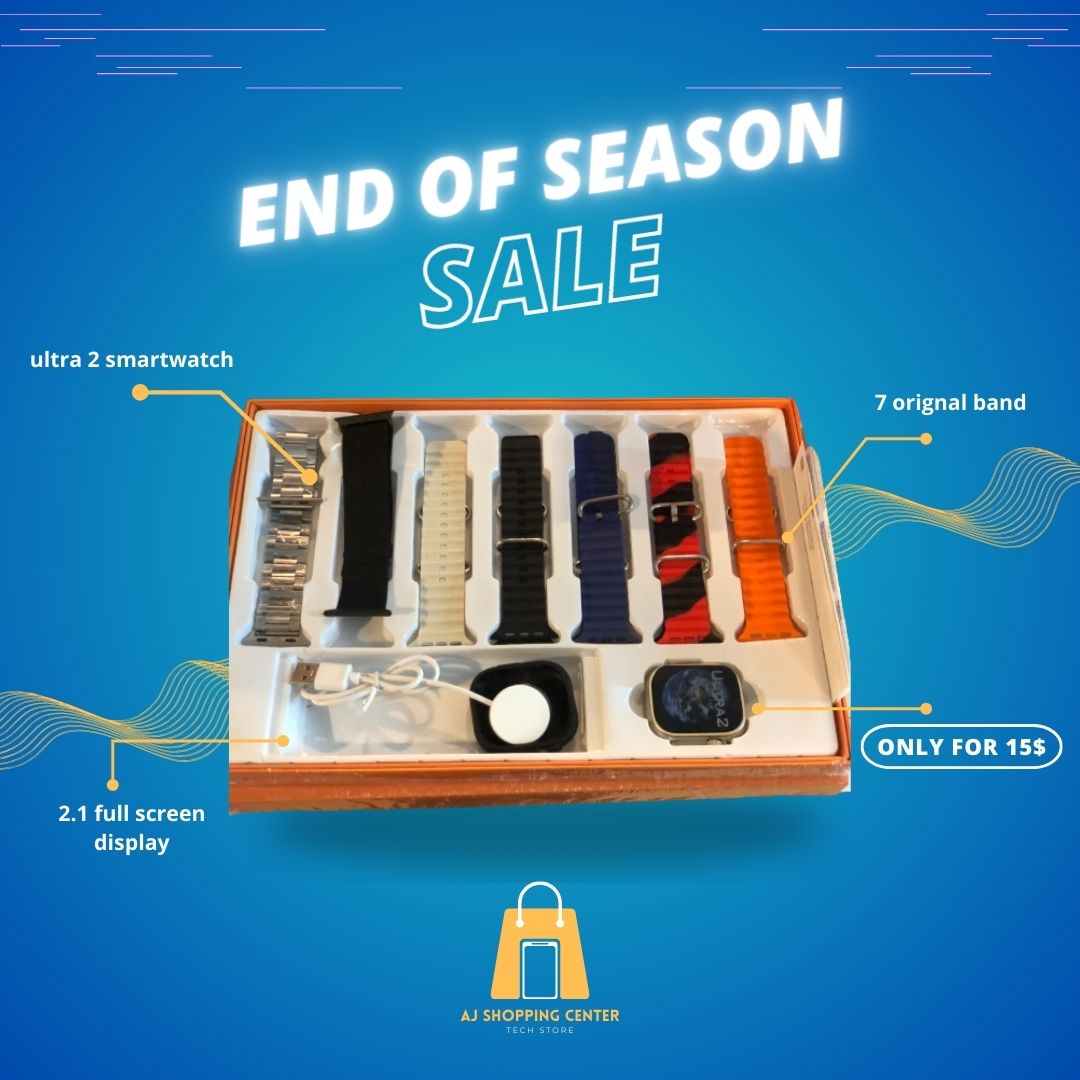 END OF SEASON
SALE
ultra 2 smartwatch
7 orignal band
ULTRA 2
ONLY FOR 15$
2.1 full screen
display
AJ SHOPPING CENTER
TECH STORE